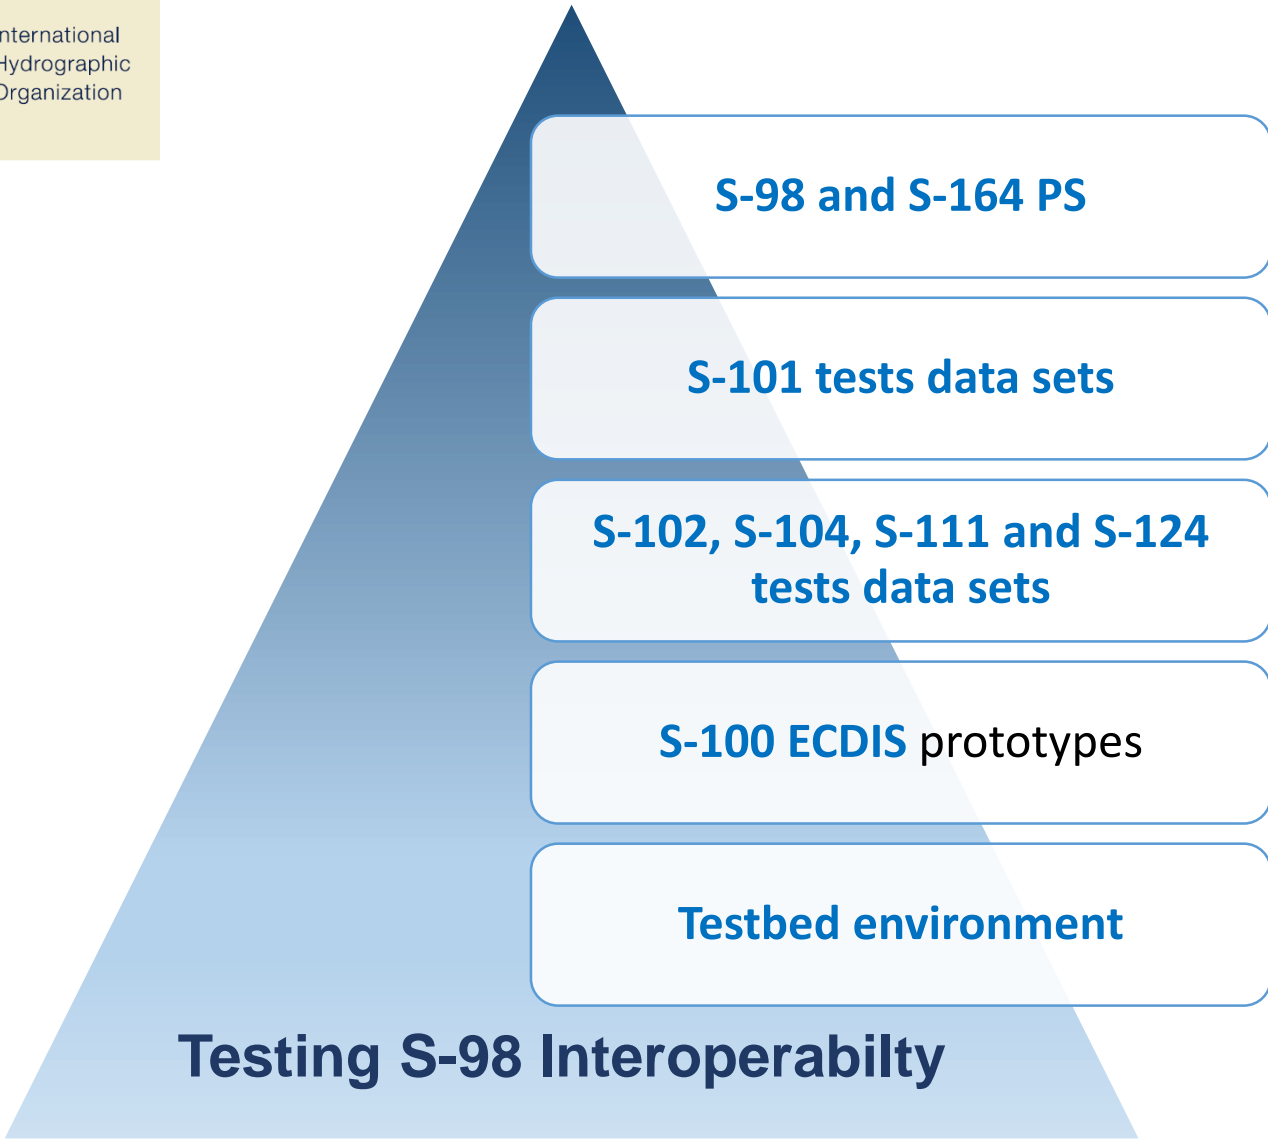 nternational
Hydrographic
Organization
S-98 and S-164 PS
S-101 tests data sets
S-102, S-104, S-111 and S-124
tests data sets
S-100 ECDIS prototypes
Testbed environment
Testing S-98 Interoperabilty